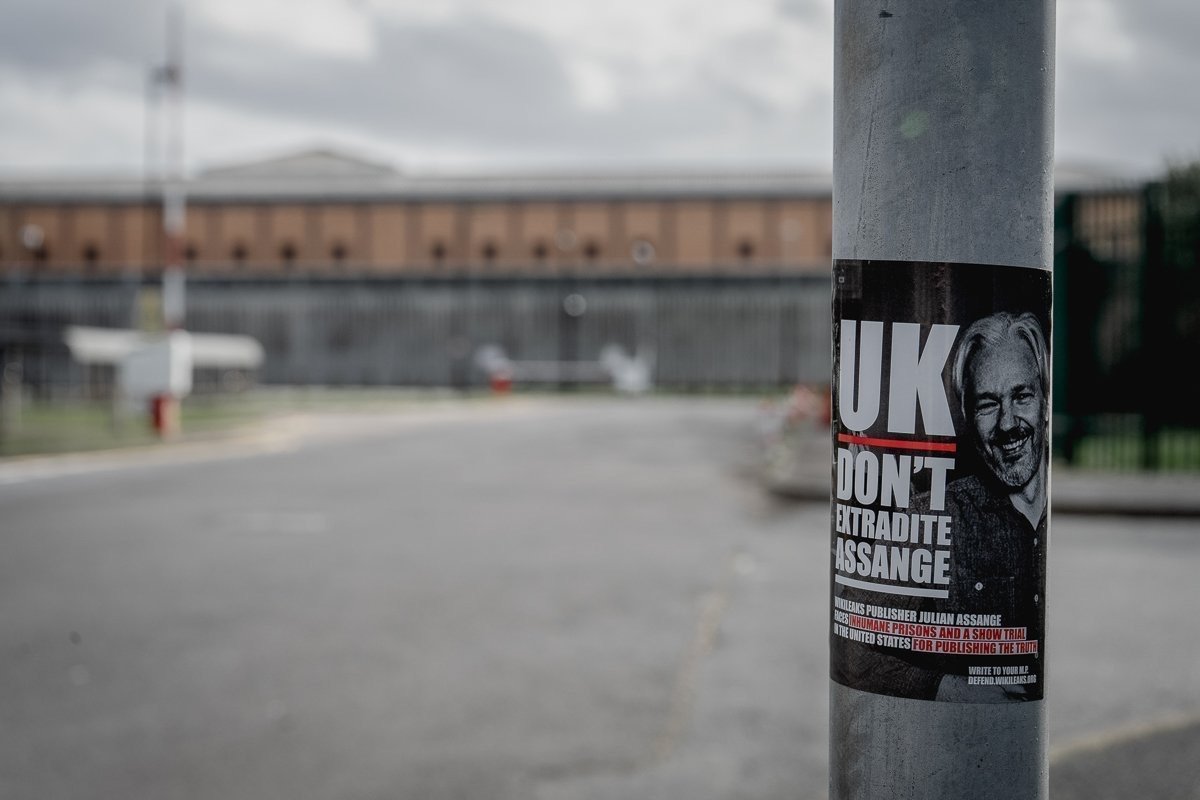 UK
DON'T
EXTRADITE
ASSANGE
WIKILEAKS PUBLISHER JULIAN ASSANGE
FACES INHUMANE PRISONS AND A SHOW TRIAL
IN THE UNITED STATES FOR PUBLISHING THE TRUTH
WRITE TO YOUR M.P.
DEFEND.WIKILEAKS.ORG